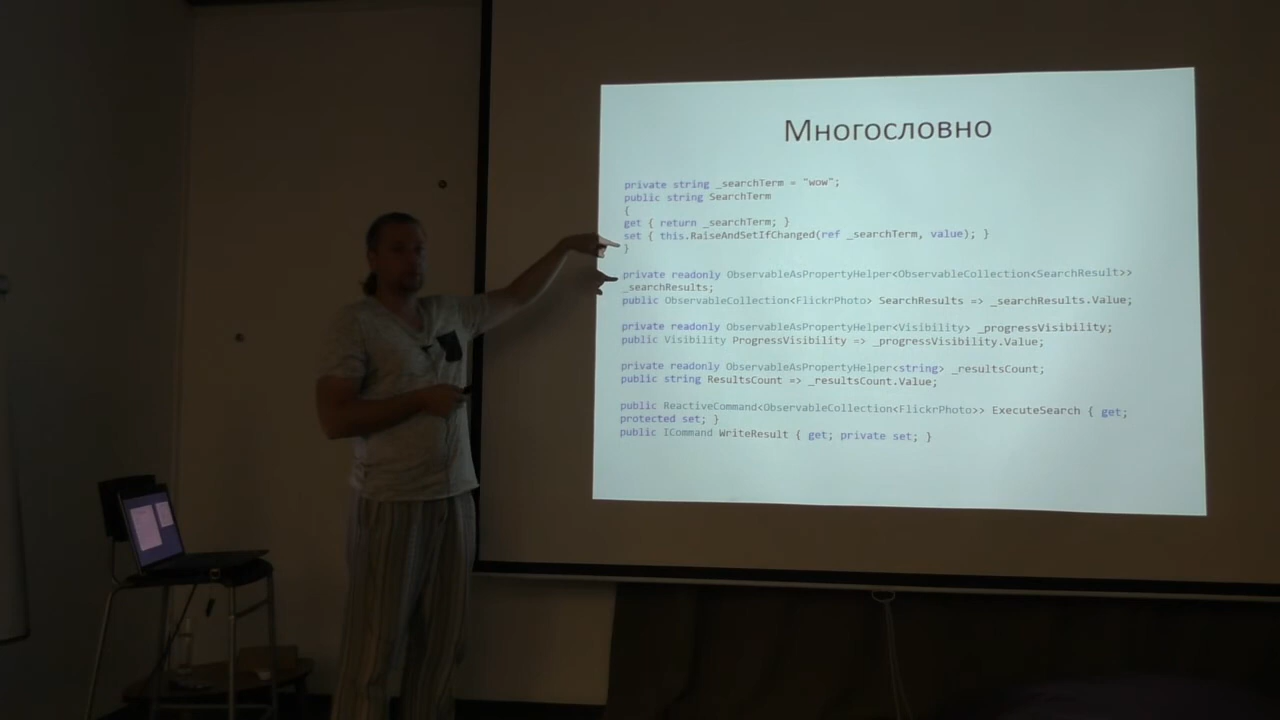 Многословно
private string _searchTerm = "wow";
public string SearchTerm
{
get { return _searchTerm; }
set { this.RaiseAndSetIfChanged(ref _searchTerm, value); }
}
private readonly ObservableAsPropertyHelper<ObservableCollection<SearchResult>>
_searchResults;
public ObservableCollection<FlickrPhoto> SearchResults => _searchResults.Value;
private readonly ObservableAsPropertyHelper<Visibility> _progressVisibility;
public Visibility ProgressVisibility => _progressVisibility.Value;
private readonly ObservableAsPropertyHelper<string> _resultsCount;
public string ResultsCount => _resultsCount.Value;
public ReactiveCommand<ObservableCollection<FlickrPhoto>> ExecuteSearch { get;
protected set; }
public ICommand WriteResult { get; private set; }